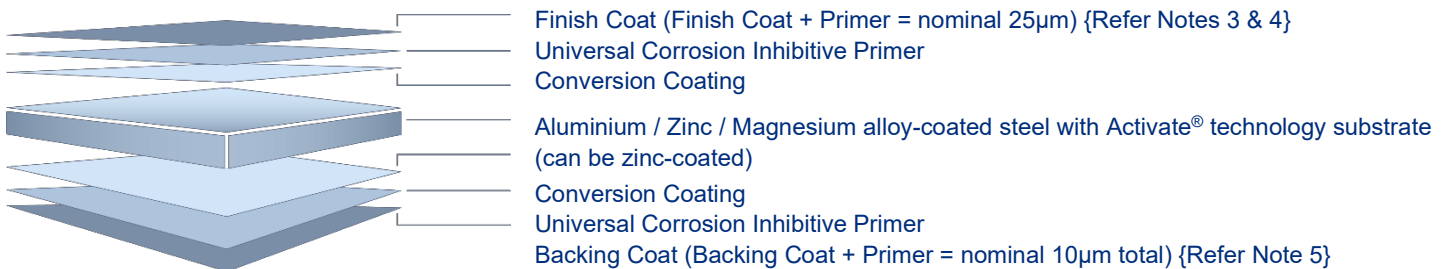 Finish Coat (Finish Coat + Primer = nominal 25µm) {Refer Notes 3 & 4}
Universal Corrosion Inhibitive Primer
Conversion Coating
Aluminium / Zinc / Magnesium alloy-coated steel with Activate® technology substrate
(can be zinc-coated)
Conversion Coating
Universal Corrosion Inhibitive Primer
Backing Coat (Backing Coat + Primer = nominal 10µm total) {Refer Note 5}